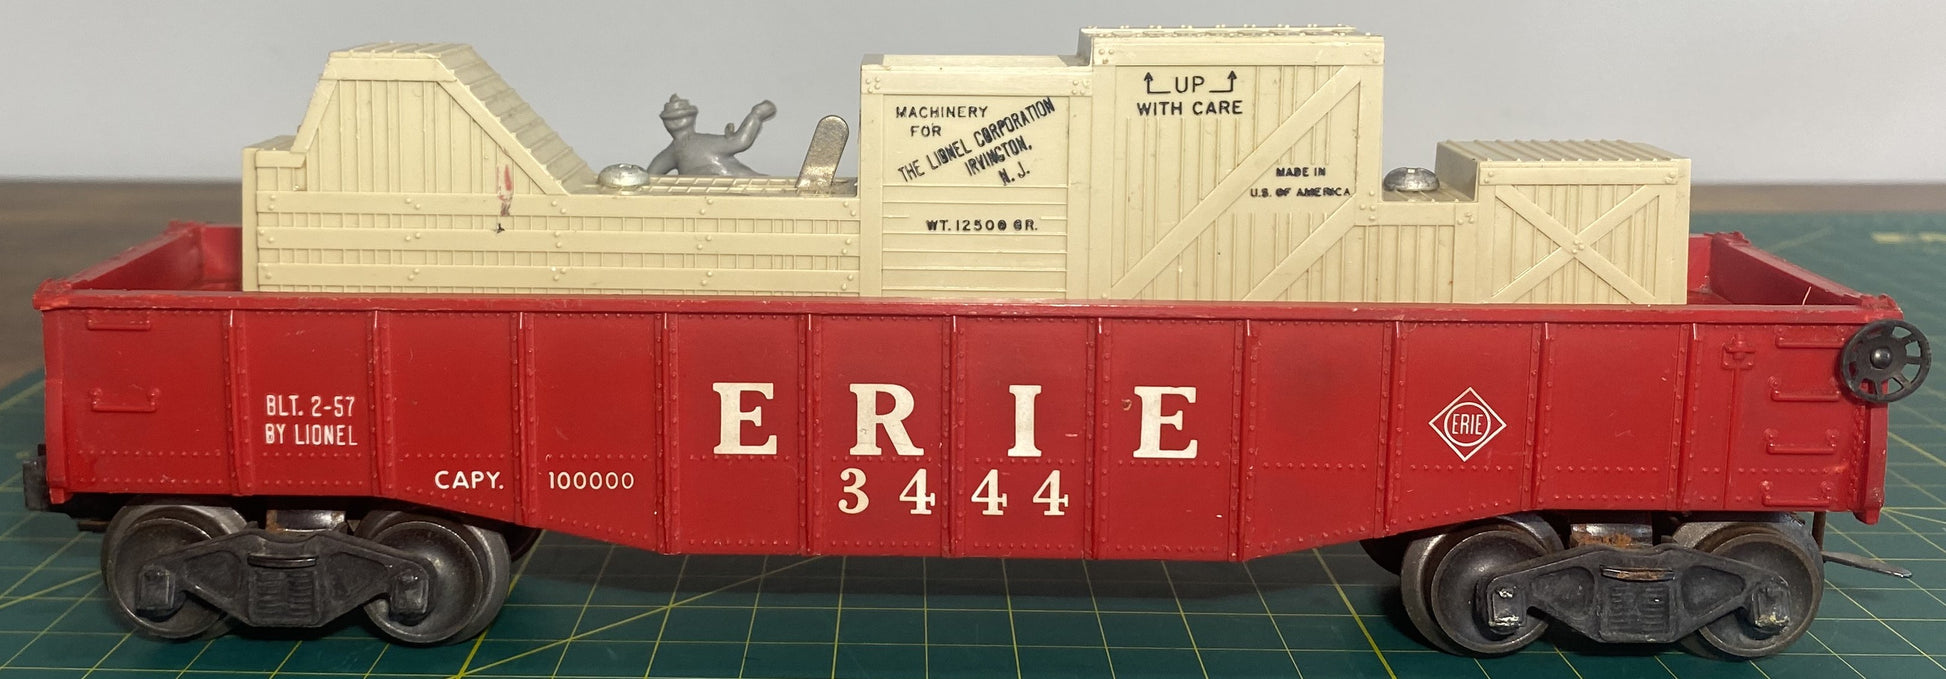 MACHINERY
FOR
THE LIONEL CORPORATION
IRVINGTON,
N. J.
WT. 12500 GR.
UP
WITH CARE
MADE IN
U.S. OF AMERICA
BLT. 2-57
BY LIONEL
CAPY. 100000
ERIE
3444
ERIE